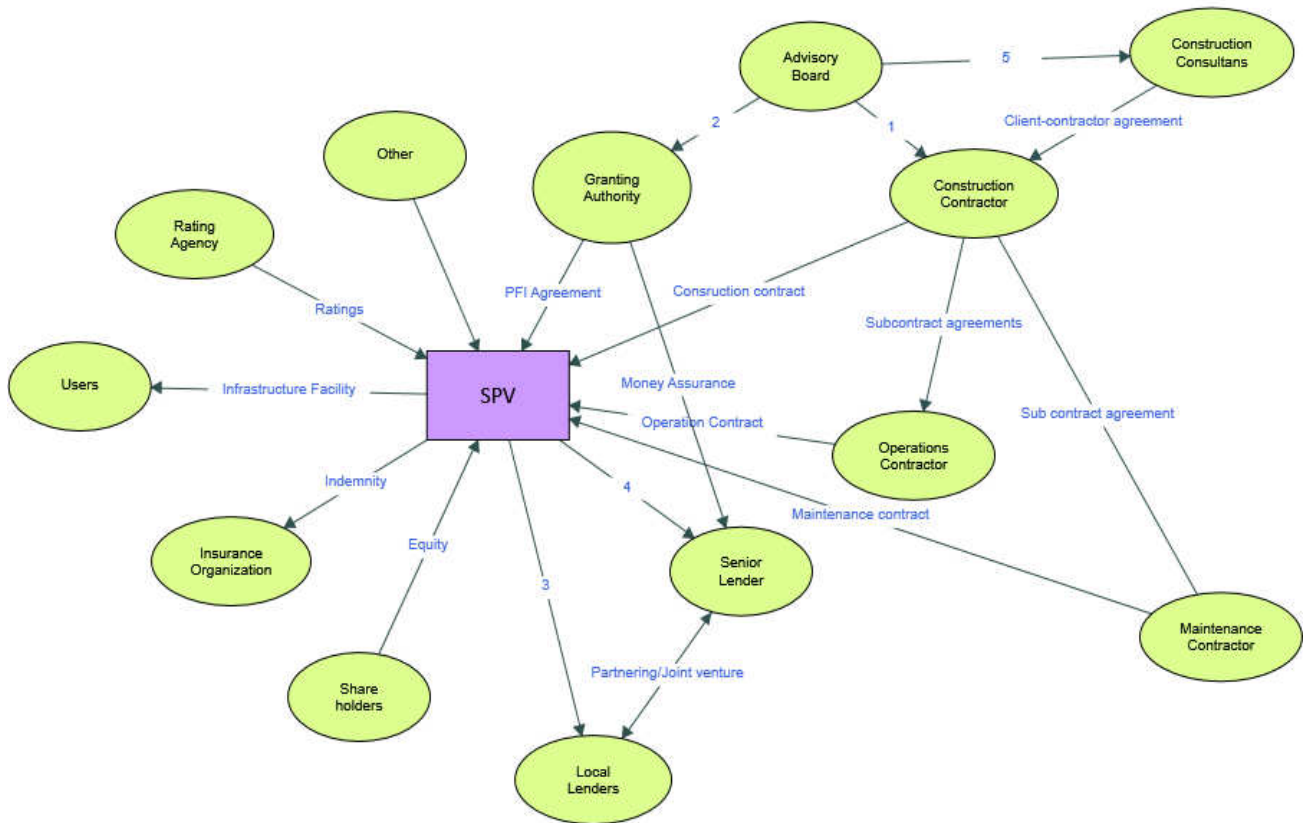 Advisory
Board
5
Construction
Consultans
Client-contractor agreement
2
1
Other
Granting
Authority
Construction
Contractor
Rating
Agency
Ratings
PFI Agreement
Consruction contract
Subcontract agreements
Users
Infrastructure Facility
SPV
Money Assurance
Operation Contract
Sub contract agreement
Operations
Contractor
Indemnity
4
Maintenance contract
Insurance
Organization
Equity
3
Senior
Lender
Maintenance
Contractor
Partnering/Joint venture
Share
holders
Local
Lenders